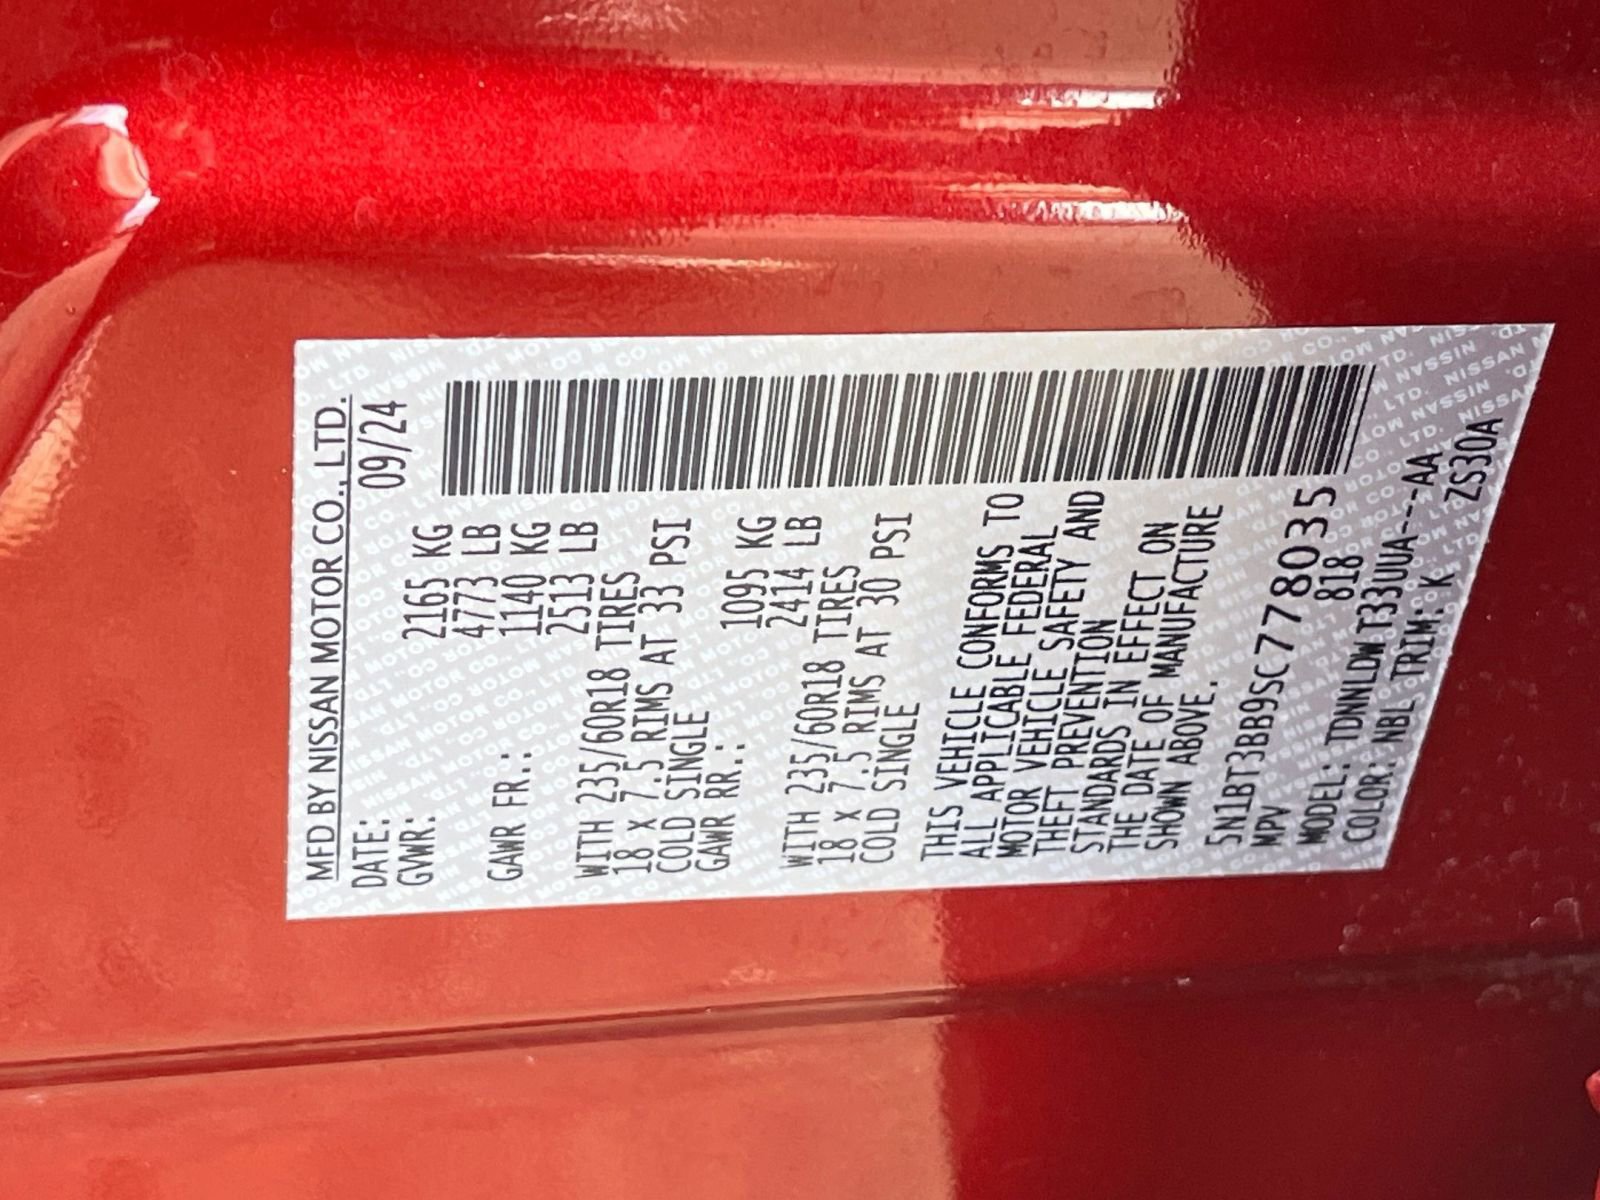 MFD BY NISSAN MOTOR CO., LTD.
DATE: 09/24
GVWR: 2165 KG
4773 LB
GAWR FR.: 1140 KG
2513 LB
WITH 235/60R18 TIRES
18 X 7.5 RIMS AT 33 PSI
COLD SINGLE
GAWR RR.: 1095 KG
2414 LB
WITH 235/60R18 TIRES
18 X 7.5 RIMS AT 30 PSI
COLD SINGLE
THIS VEHICLE CONFORMS TO
ALL APPLICABLE FEDERAL
MOTOR VEHICLE SAFETY AND
THEFT PREVENTION
STANDARDS IN EFFECT ON
THE DATE OF MANUFACTURE
SHOWN ABOVE.
5N1BT3BB9SC778035
MPV 818
MODEL: TDNNLDWT33UUA---AA
COLOR: NBL TRIM: K ZS30A